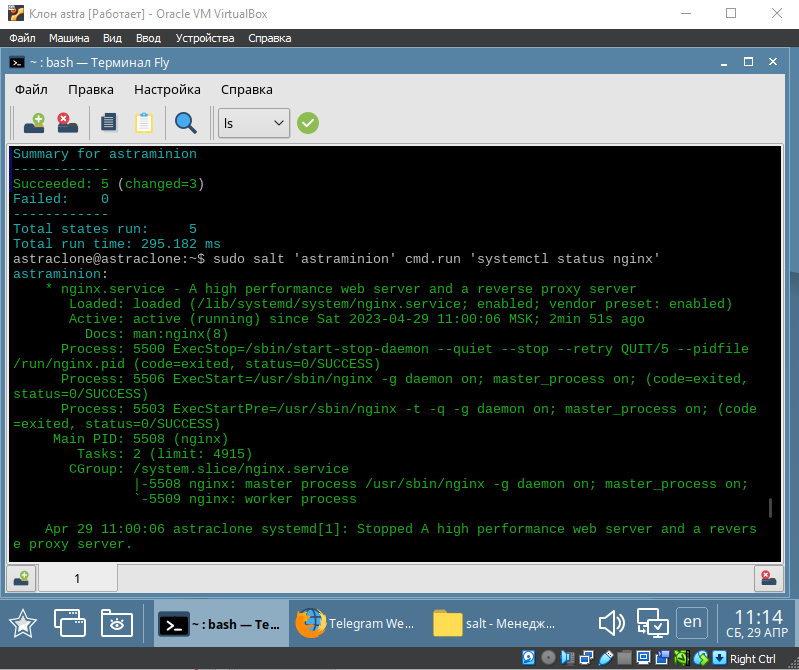 Клон astra [Работает] - Oracle VM VirtualBox
Файл Машина Вид Ввод Устройства Справка
~ : bash — Терминал Fly
Файл Правка Настройка Справка
ls
Summary for astraminion
------------
Succeeded: 5 (changed=3)
Failed:    0
------------
Total states run:     5
Total run time: 295.182 ms
astraclone@astraclone:~$ sudo salt 'astraminion' cmd.run 'systemctl status nginx'
astraminion:
    * nginx.service - A high performance web server and a reverse proxy server
       Loaded: loaded (/lib/systemd/system/nginx.service; enabled; vendor preset: enabled)
       Active: active (running) since Sat 2023-04-29 11:00:06 MSK; 2min 51s ago
         Docs: man:nginx(8)
      Process: 5500 ExecStop=/sbin/start-stop-daemon --quiet --stop --retry QUIT/5 --pidfile
/run/nginx.pid (code=exited, status=0/SUCCESS)
      Process: 5506 ExecStart=/usr/sbin/nginx -g daemon on; master_process on; (code=exited,
status=0/SUCCESS)
      Process: 5503 ExecStartPre=/usr/sbin/nginx -t -q -g daemon on; master_process on; (code
=exited, status=0/SUCCESS)
     Main PID: 5508 (nginx)
        Tasks: 2 (limit: 4915)
       CGroup: /system.slice/nginx.service
               |-5508 nginx: master process /usr/sbin/nginx -g daemon on; master_process on;
               `-5509 nginx: worker process
    Apr 29 11:00:06 astraclone systemd[1]: Stopped A high performance web server and a revers
e proxy server.
1
~ : bash — Те...
Telegram We...
salt - Менедж...
en
11:14
СБ, 29 АПР
Right Ctrl